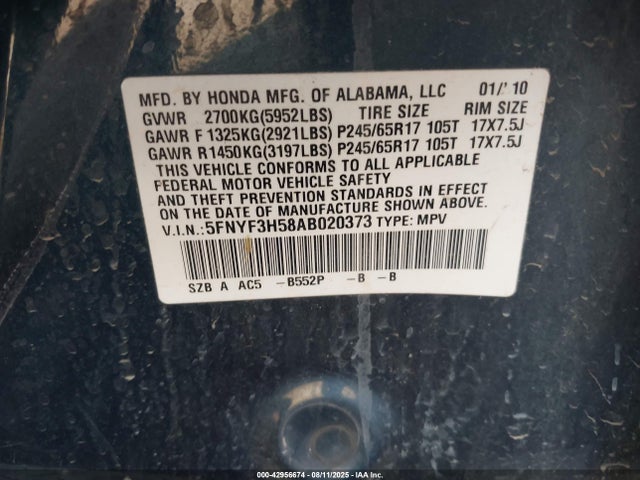 MFD. BY HONDA MFG. OF ALABAMA, LLC 01/ 10
GVWR 2700KG(5952LBS) TIRE SIZE RIM SIZE
GAWR F 1325KG(2921LBS) P245/65R17 105T 17X7.5J
GAWR R 1450KG(3197LBS) P245/65R17 105T 17X7.5J
THIS VEHICLE CONFORMS TO ALL APPLICABLE
FEDERAL MOTOR VEHICLE SAFETY
AND THEFT PREVENTION STANDARDS IN EFFECT
ON THE DATE OF MANUFACTURE SHOWN ABOVE.
V.I.N.:5FNYF3H58AB020373 TYPE: MPV
SZB A AC5 -B552P -B -B
000-42956674 - 08/11/2025 - IAA Inc.